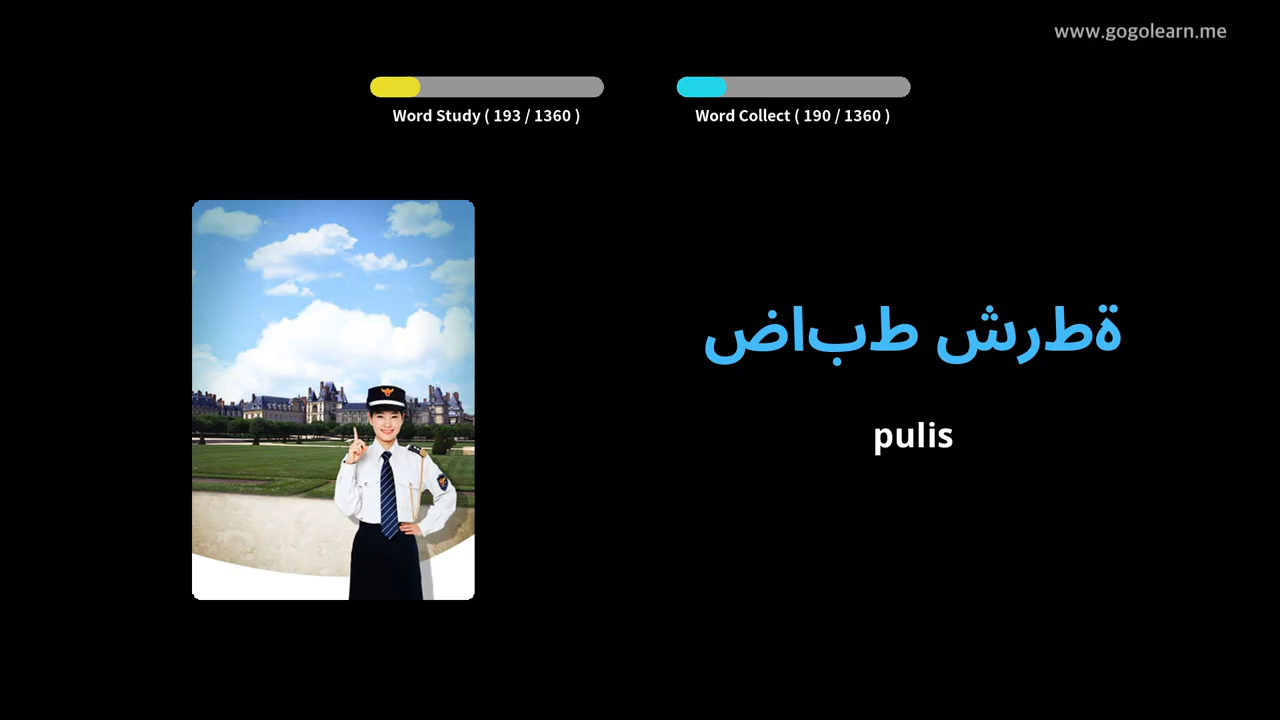 www.gogolearn.me
Word Study ( 193 / 1360 )
Word Collect ( 190 / 1360 )
ةطرش طباض
pulis